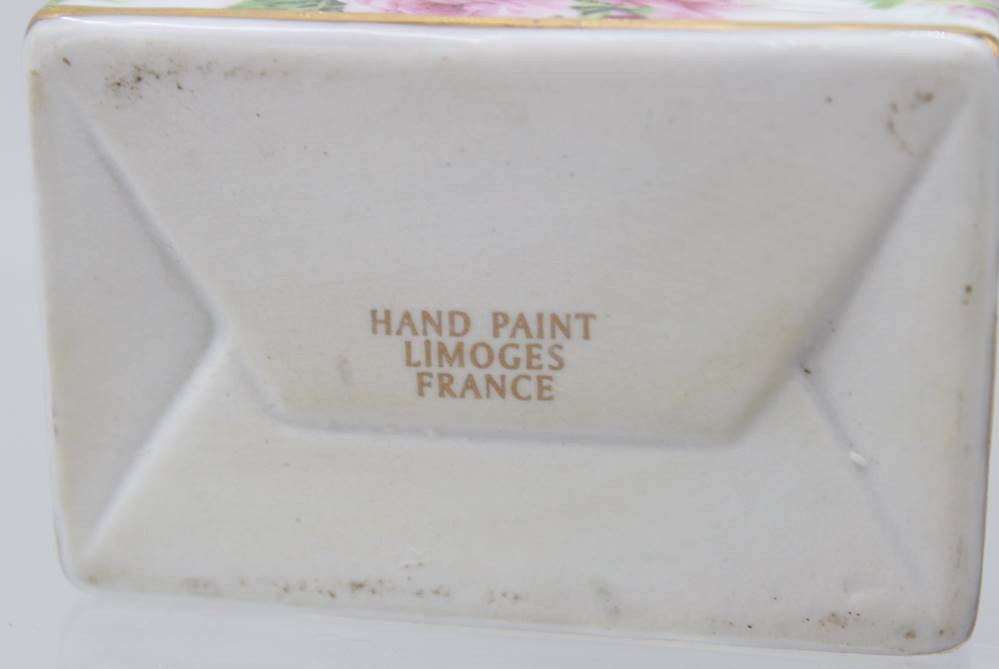 HAND PAINT
LIMOGES
FRANCE